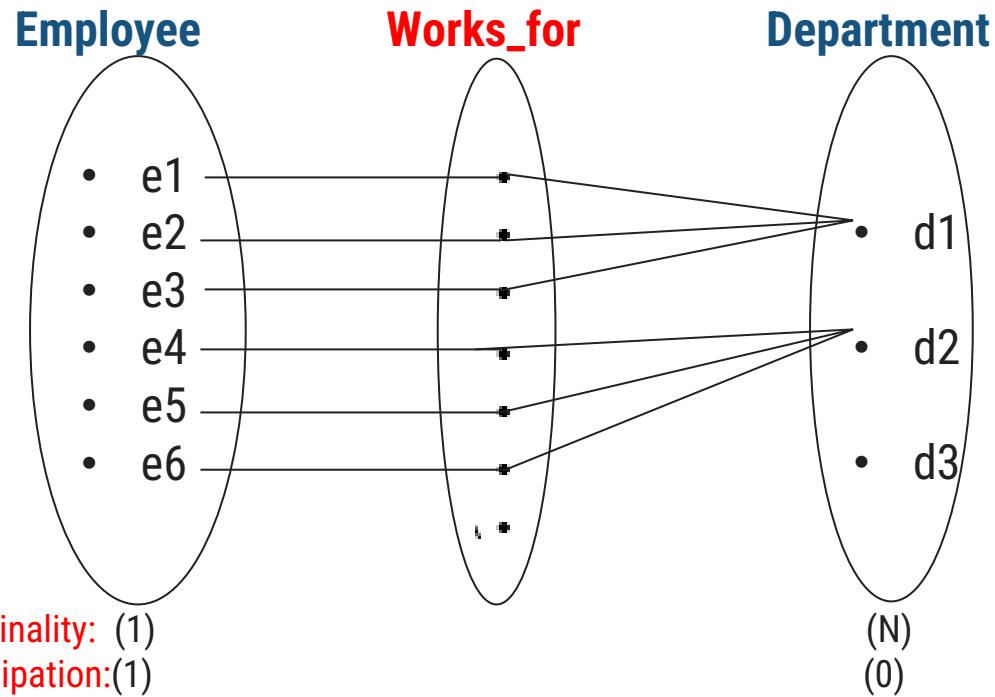 Employee Works_for Department
e1
e2
e3
e4
e5
e6
d1
d2
d3
inality: (1) (N)
ipation:(1) (0)